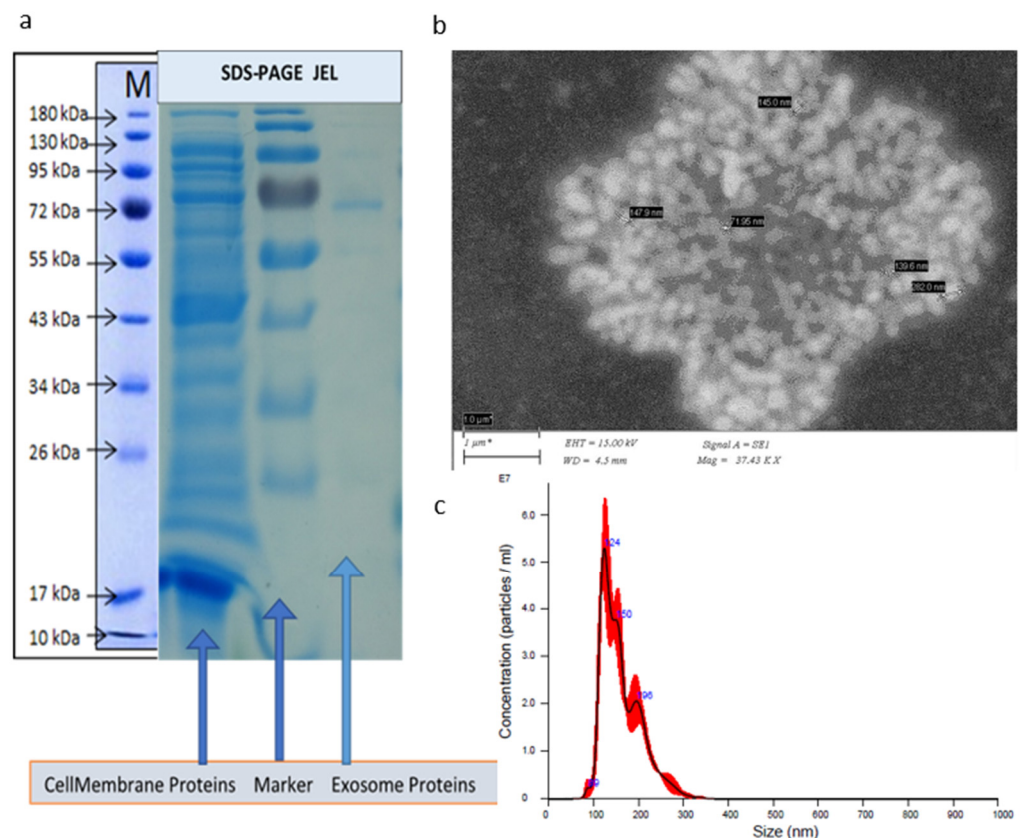 a
SDS-PAGE JEL
M
180 kDa
130 kDa
95 kDa
72 kDa
55 kDa
43 kDa
34 kDa
26 kDa
17 kDa
10 kDa
CellMembrane Proteins Marker Exosome Proteins
b
145.0 nm
147.9 nm
71.95 nm
139.6 nm
282.0 nm
1.0 µm*
1 µm*
EHT = 15.00 kV
Signal A = SE1
WD = 4.5 mm
Mag = 37.43 K X
c
E7
Concentration (particles / ml)
6.0
5.0
4.0
3.0
2.0
1.0
0
124
150
196
0 100 200 300 400 500 600 700 800 900 1000
Size (nm)